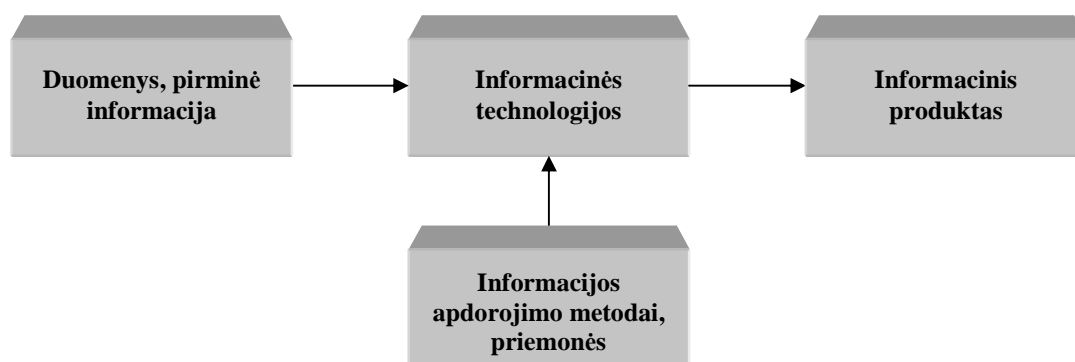 Duomenys, pirminė
informacija
Informacinės
technologijos
Informacinis
produktas
Informacijos
apdorojimo metodai,
priemonės